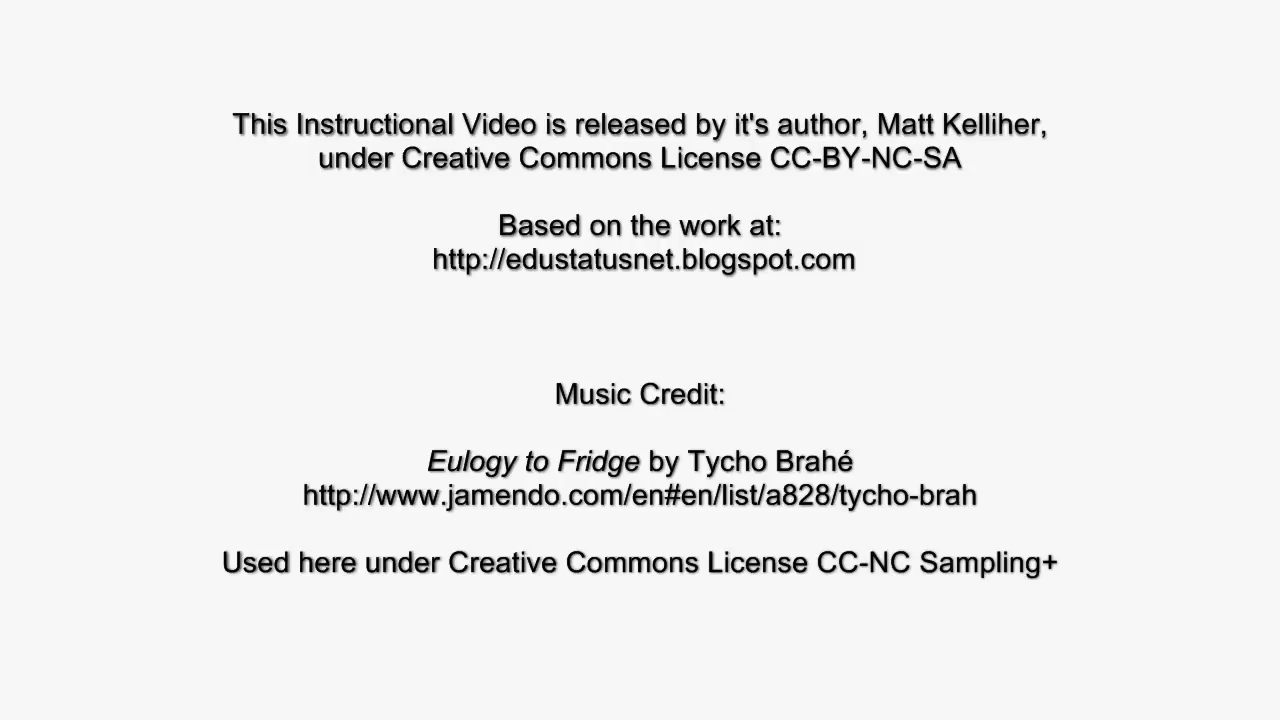 This Instructional Video is released by it's author, Matt Kelliher,
under Creative Commons License CC-BY-NC-SA
Based on the work at:
http://edustatusnet.blogspot.com
Music Credit:
Eulogy to Fridge by Tycho Brahé
http://www.jamendo.com/en#en/list/a828/tycho-brah
Used here under Creative Commons License CC-NC Sampling+